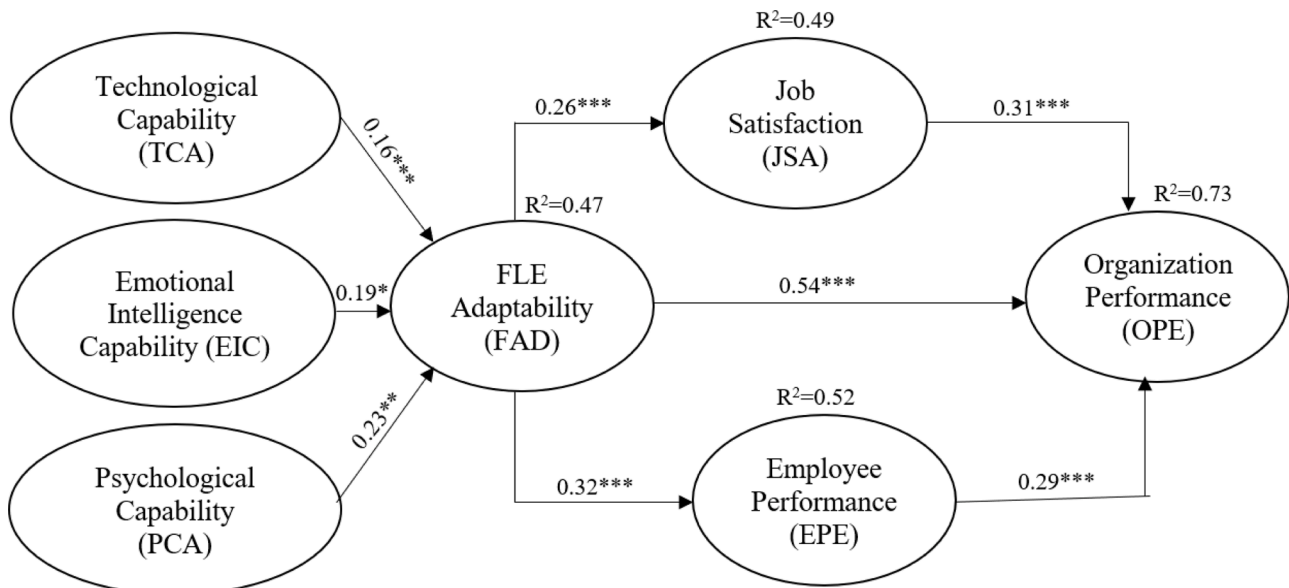 Technological
Capability
(TCA)
Emotional
Intelligence
Capability (EIC)
Psychological
Capability
(PCA)
0.16***
0.19*
0.23**
R²=0.47
FLE
Adaptability
(FAD)
0.26***
0.54***
0.32***
R²=0.49
Job
Satisfaction
(JSA)
R²=0.52
Employee
Performance
(EPE)
0.31***
0.29***
R²=0.73
Organization
Performance
(OPE)